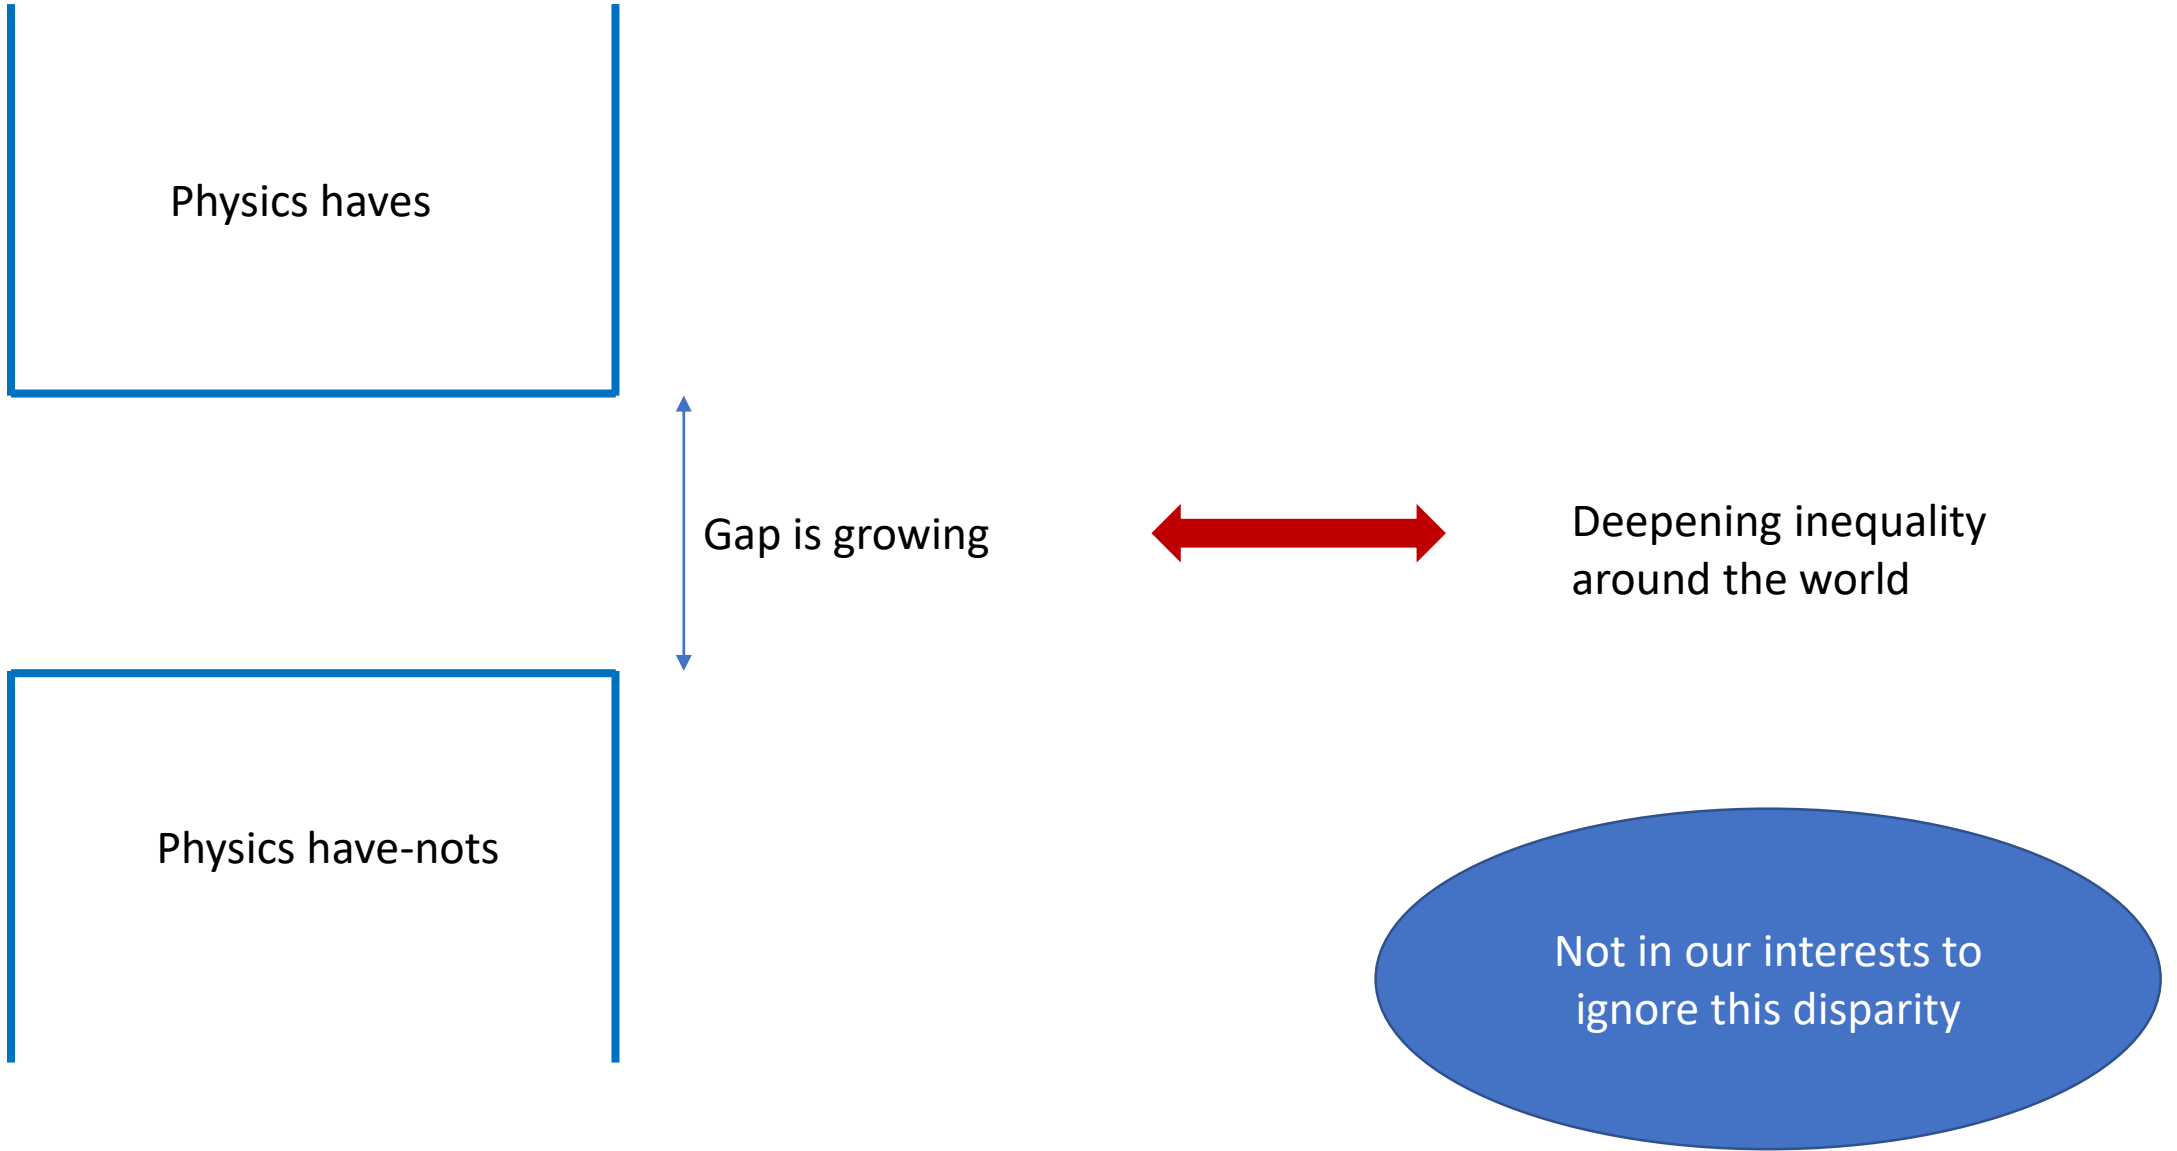 Physics haves
Gap is growing
Deepening inequality
around the world
Physics have-nots
Not in our interests to
ignore this disparity